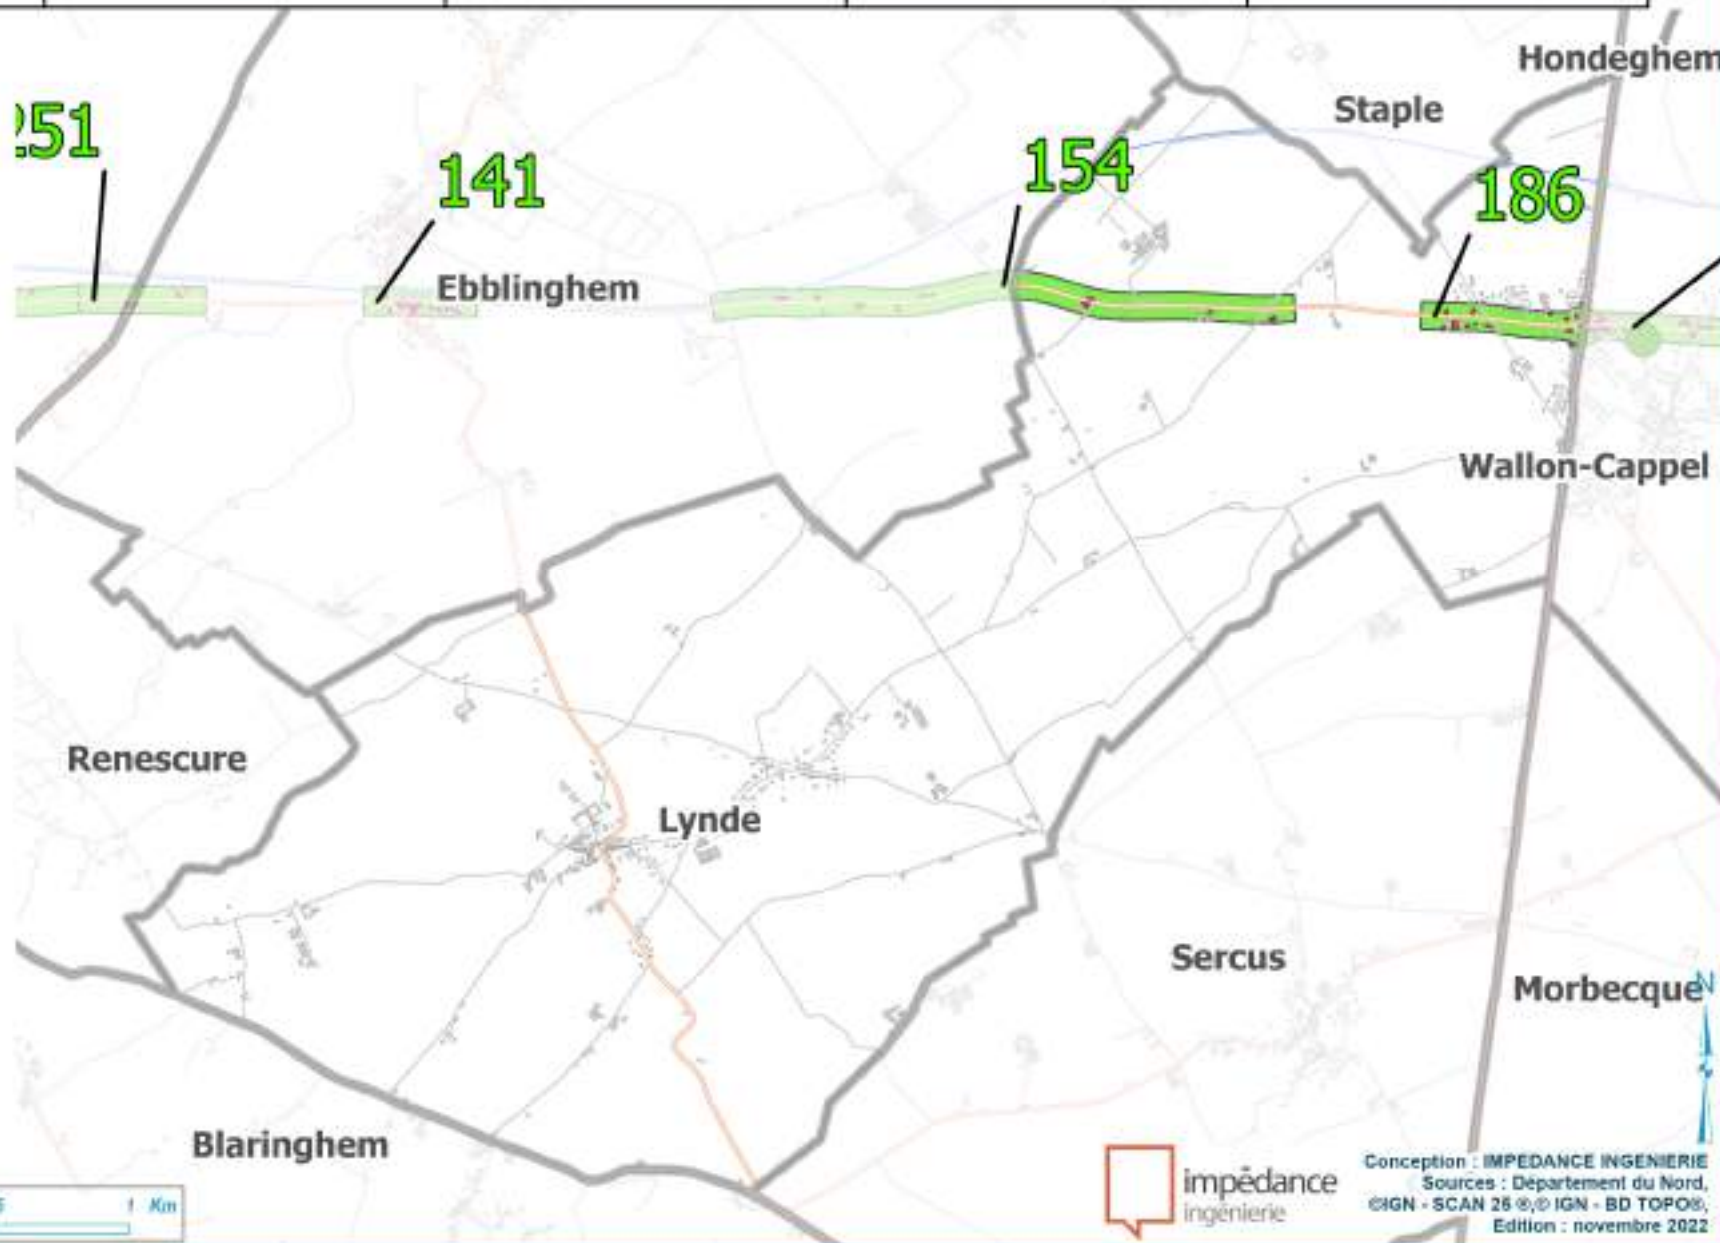 Hondeghem
Staple
251
141
154
186
Ebblinghem
Wallon-Cappel
Renescure
Lynde
Sercus
Morbecque
N
Blaringhem
1 Km
impédance
ingénierie
Conception : IMPEDANCE INGENIERIE
Sources : Département du Nord,
©IGN - SCAN 25 ®,© IGN - BD TOPO®,
Edition : novembre 2022